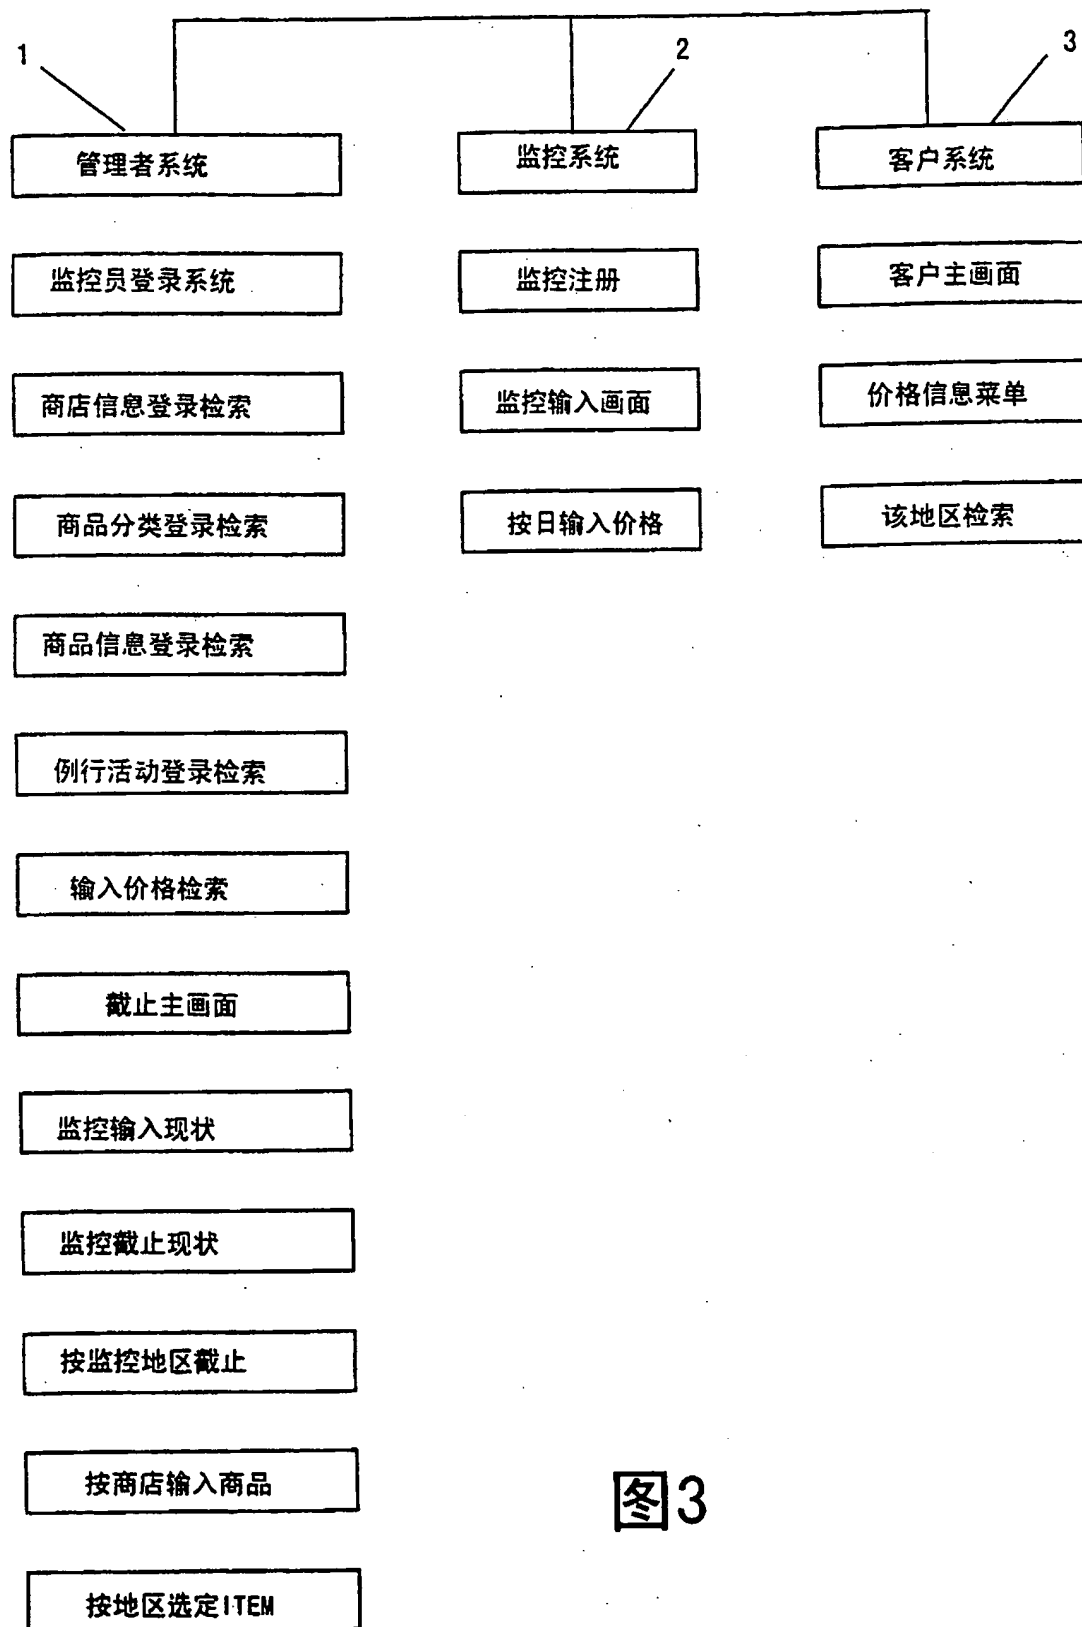 1
2
3
管理者系统
监控系统
客户系统
监控员登录系统
监控注册
客户主画面
商店信息登录检索
监控输入画面
价格信息菜单
商品分类登录检索
按日输入价格
该地区检索
商品信息登录检索
例行活动登录检索
输入价格检索
截止主画面
监控输入现状
监控截止现状
按监控地区截止
按商店输入商品
按地区选定ITEM
图3